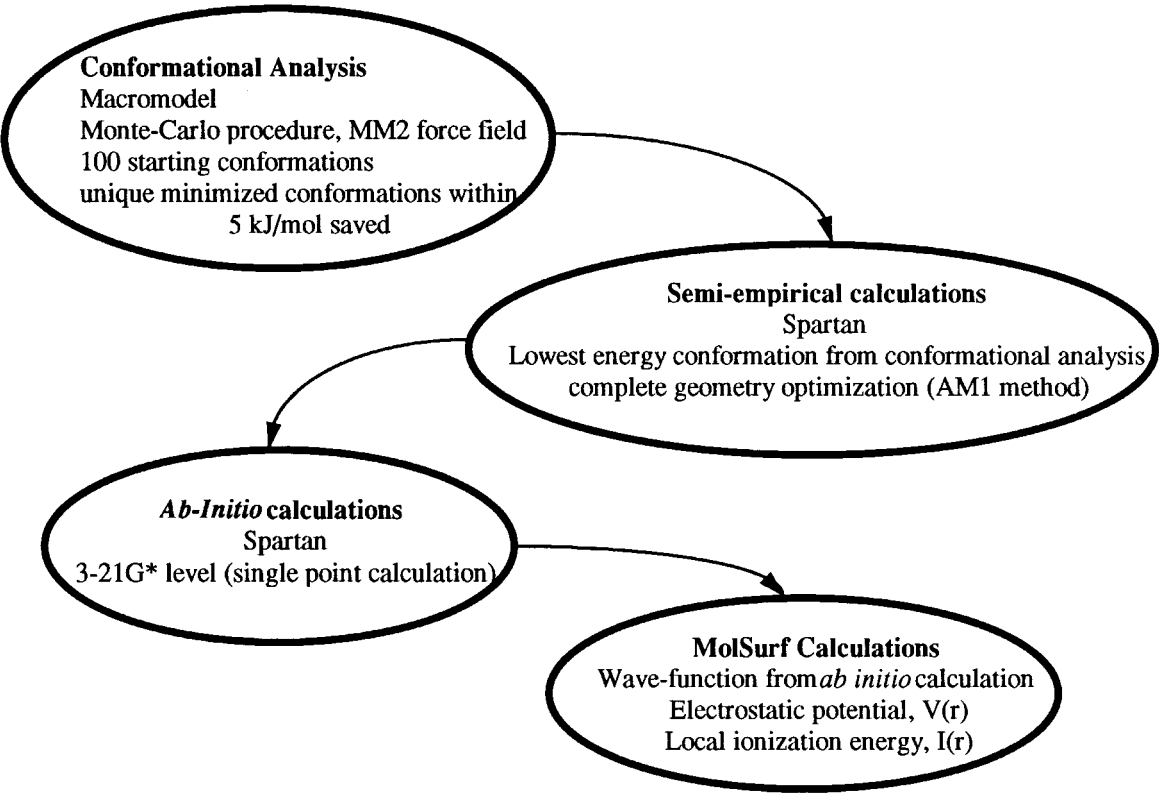 Conformational Analysis
Macromodel
Monte-Carlo procedure, MM2 force field
100 starting conformations
unique minimized conformations within
5 kJ/mol saved
Semi-empirical calculations
Spartan
Lowest energy conformation from conformational analysis
complete geometry optimization (AM1 method)
Ab-Initio calculations
Spartan
3-21G* level (single point calculation)
MolSurf Calculations
Wave-function from ab initio calculation
Electrostatic potential, V(r)
Local ionization energy, I(r)